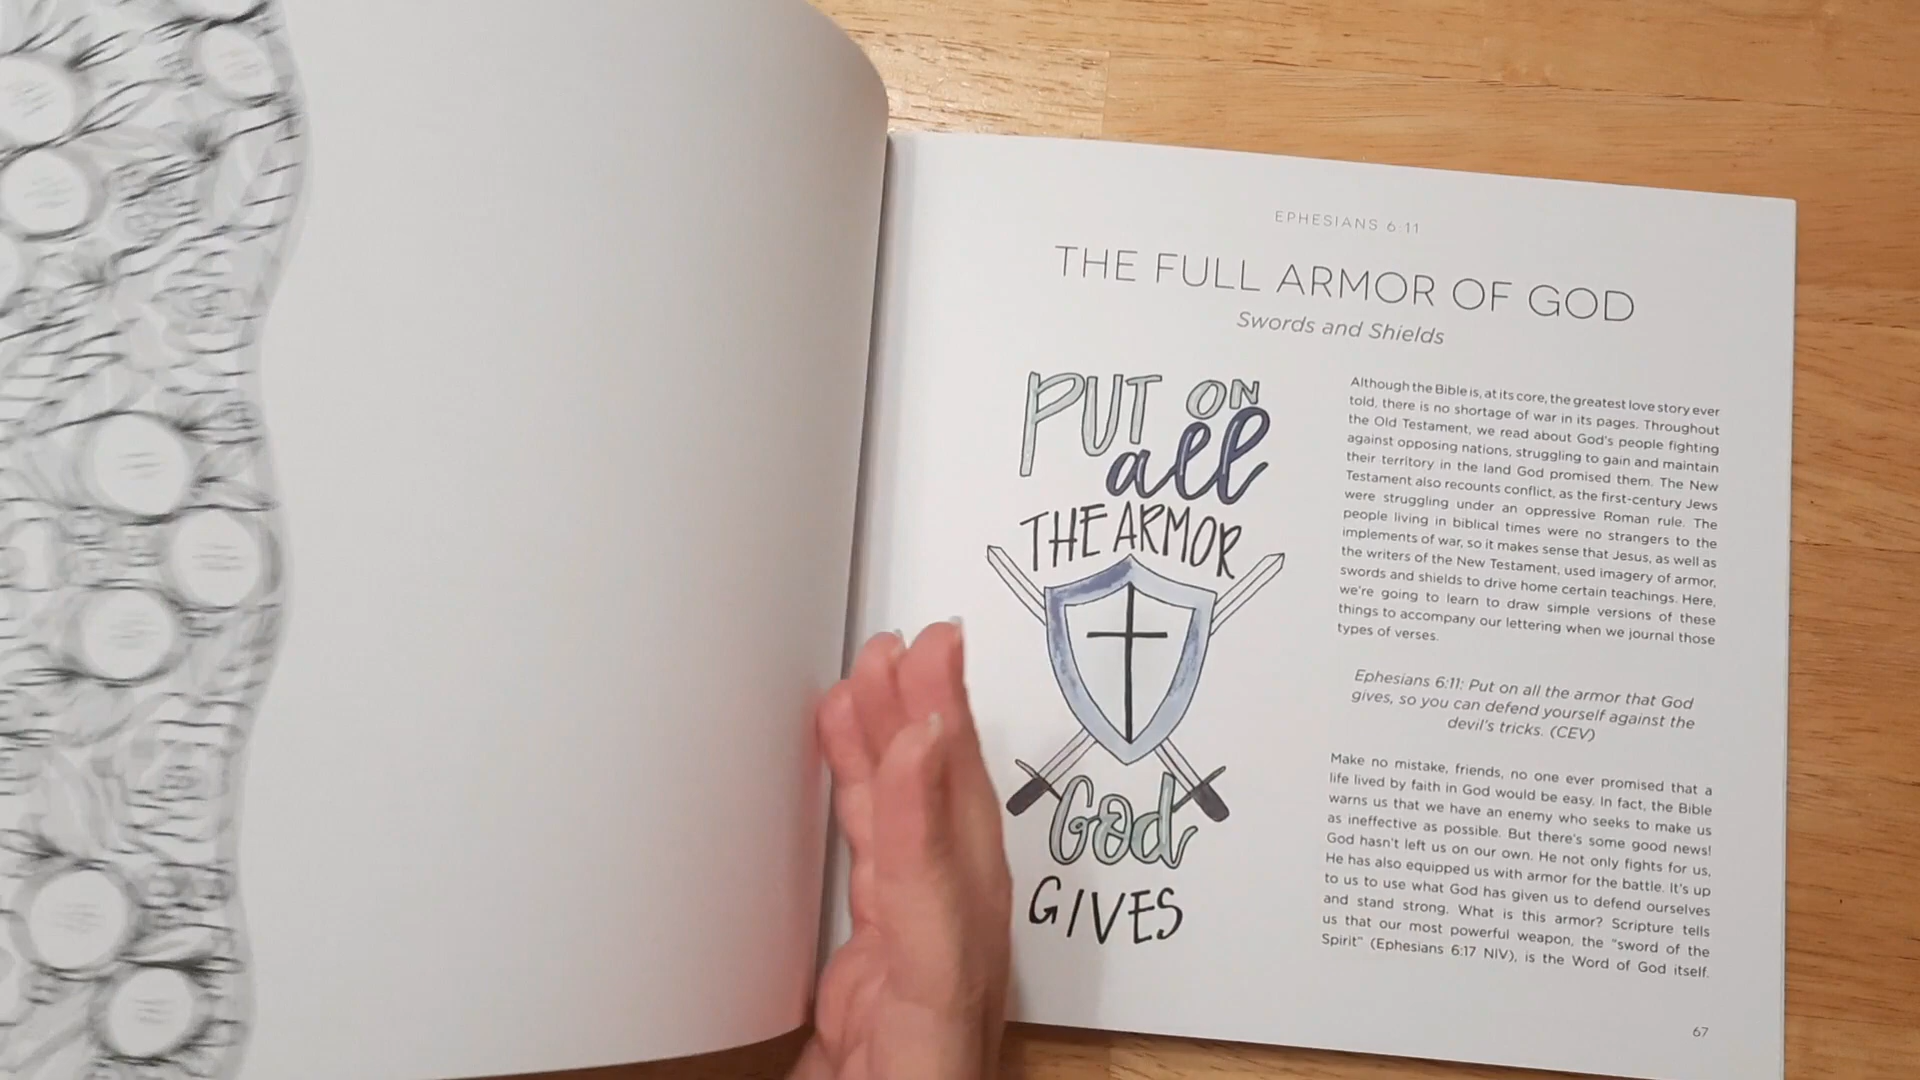 EPHESIANS 6:11
THE FULL ARMOR OF GOD
Swords and Shields
PUT ON
all
THE ARMOR
God
GIVES
Although the Bible is, at its core, the greatest love story ever
told, there is no shortage of war in its pages. Throughout
the Old Testament, we read about God's people fighting
against opposing nations, struggling to gain and maintain
their territory in the land God promised them. The New
Testament also recounts conflict, as the first-century Jews
were struggling under an oppressive Roman rule. The
people living in biblical times were no strangers to the
implements of war, so it makes sense that Jesus, as well as
the writers of the New Testament, used imagery of armor,
swords and shields to drive home certain teachings. Here,
we're going to learn to draw simple versions of these
things to accompany our lettering when we journal those
types of verses.
Ephesians 6:11: Put on all the armor that God
gives, so you can defend yourself against the
devil's tricks. (CEV)
Make no mistake, friends, no one ever promised that a
life lived by faith in God would be easy. In fact, the Bible
warns us that we have an enemy who seeks to make us
as ineffective as possible. But there's some good news!
God hasn't left us on our own. He not only fights for us,
He has also equipped us with armor for the battle. It's up
to us to use what God has given us to defend ourselves
and stand strong. What is this armor? Scripture tells
us that our most powerful weapon, the "sword of the
Spirit" (Ephesians 6:17 NIV), is the Word of God itself.
67